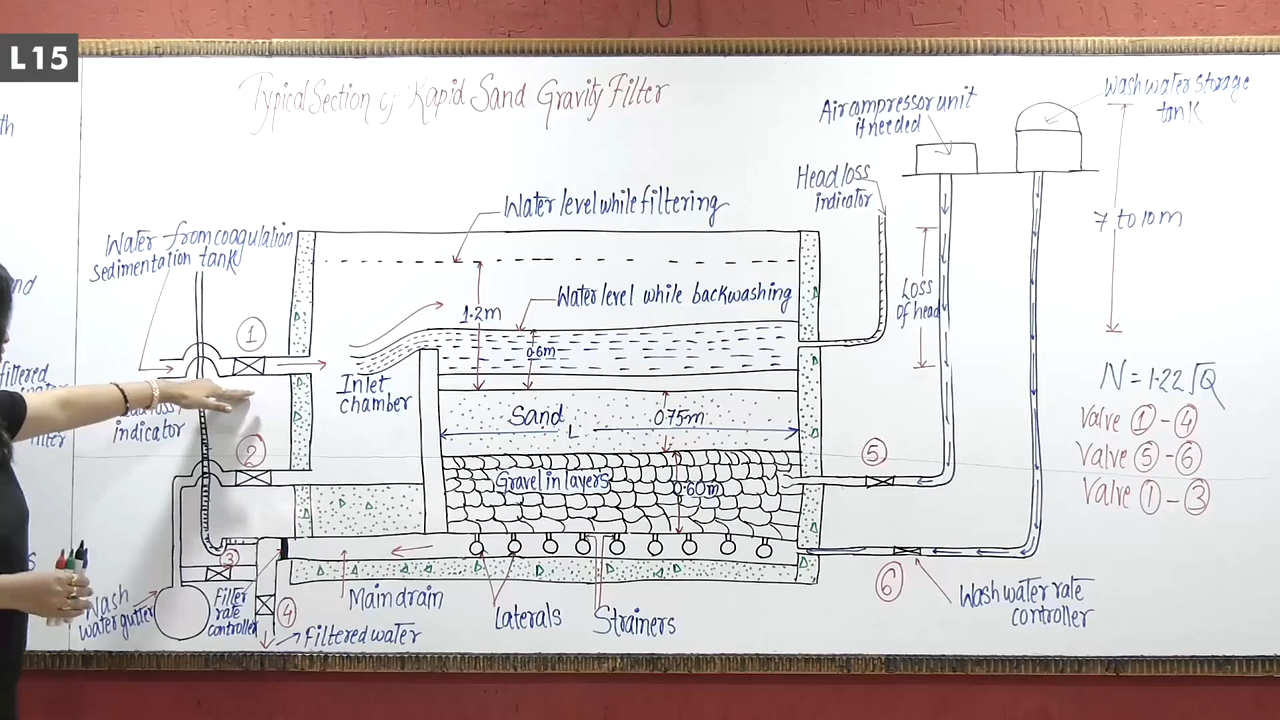 L15
Typical Section of Rapid Sand Gravity Filter
th
nd
filtered
s
Air compressor unit
if needed
Wash water storage
tank
Head loss
indicator
Water level while filtering
Water from coagulation
sedimentation tank
7 to 10m
Loss
of head
1.2m
Water level while backwashing
0.6m
1
Inlet
chamber
indicator
Sand
0.75m
L
2
Gravel in layers
0.60m
5
N = 1.22√Q
Valve 1 - 4
Valve 5 - 6
Valve 1 - 3
3
4
6
Wash
water gutter
Filter
rate
controller
Main drain
Filtered water
Laterals
Strainers
Wash water rate
controller